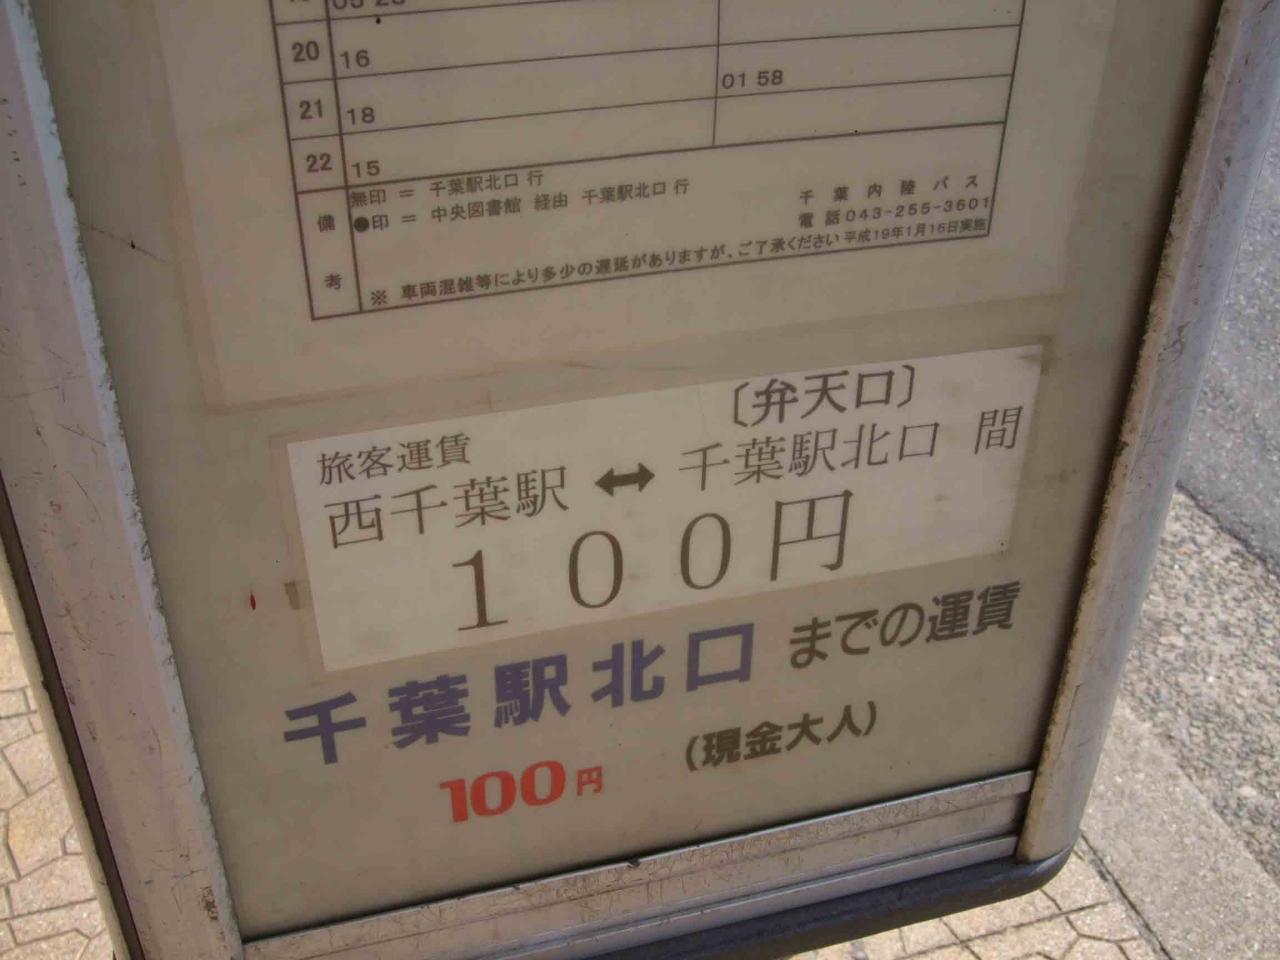 20 16
01 58
21 18
22 15
備考
無印 = 千葉駅北口 行
●印 = 中央図書館 経由 千葉駅北口 行
千葉内陸バス
電話043-255-3601
※ 車両混雑等により多少の遅延がありますが、ご了承ください 平成19年1月16日実施
〔弁天口〕
旅客運賃
西千葉駅 ↔ 千葉駅北口 間
100円
千葉駅北口 までの運賃
100円 (現金大人)